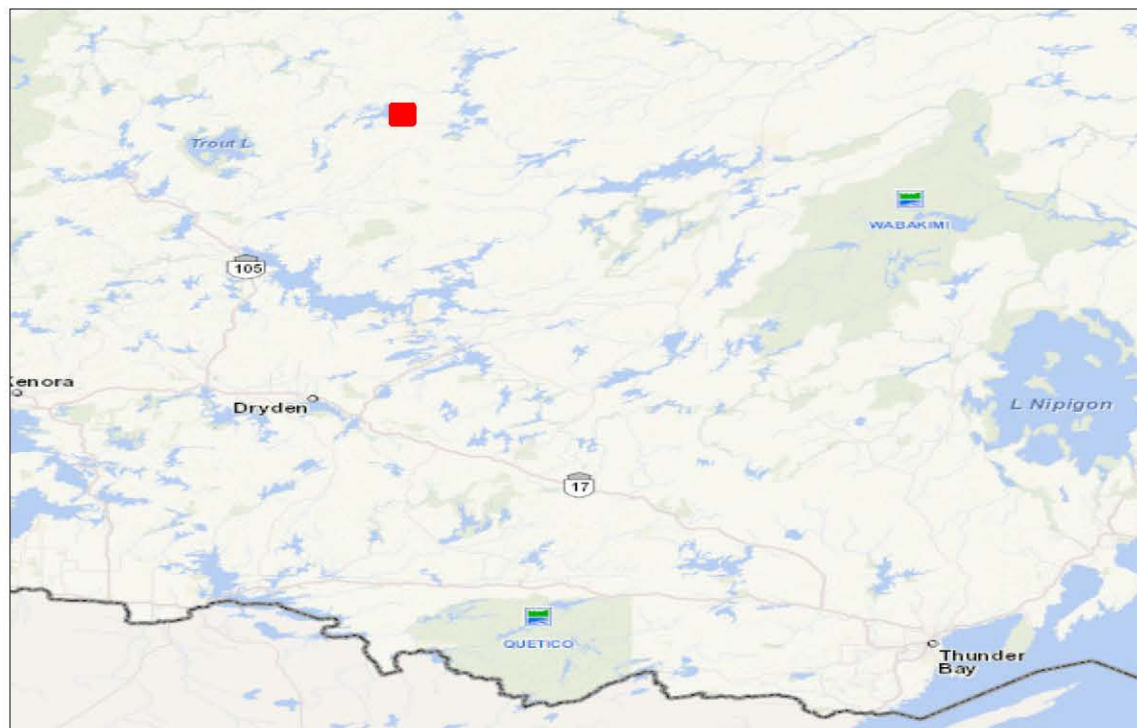 Trout L
WABAKIMI
105
Kenora
Dryden
L Nipigon
17
QUETICO
Thunder
Bay